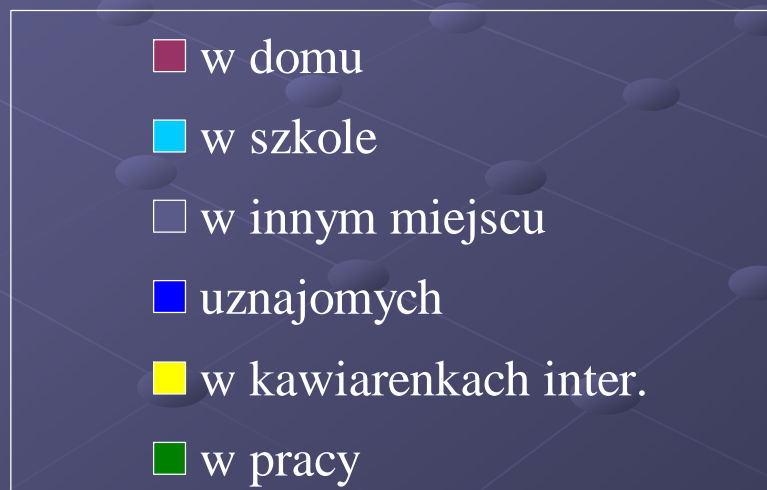 w domu
w szkole
w innym miejscu
uznajomych
w kawiarenkach inter.
w pracy